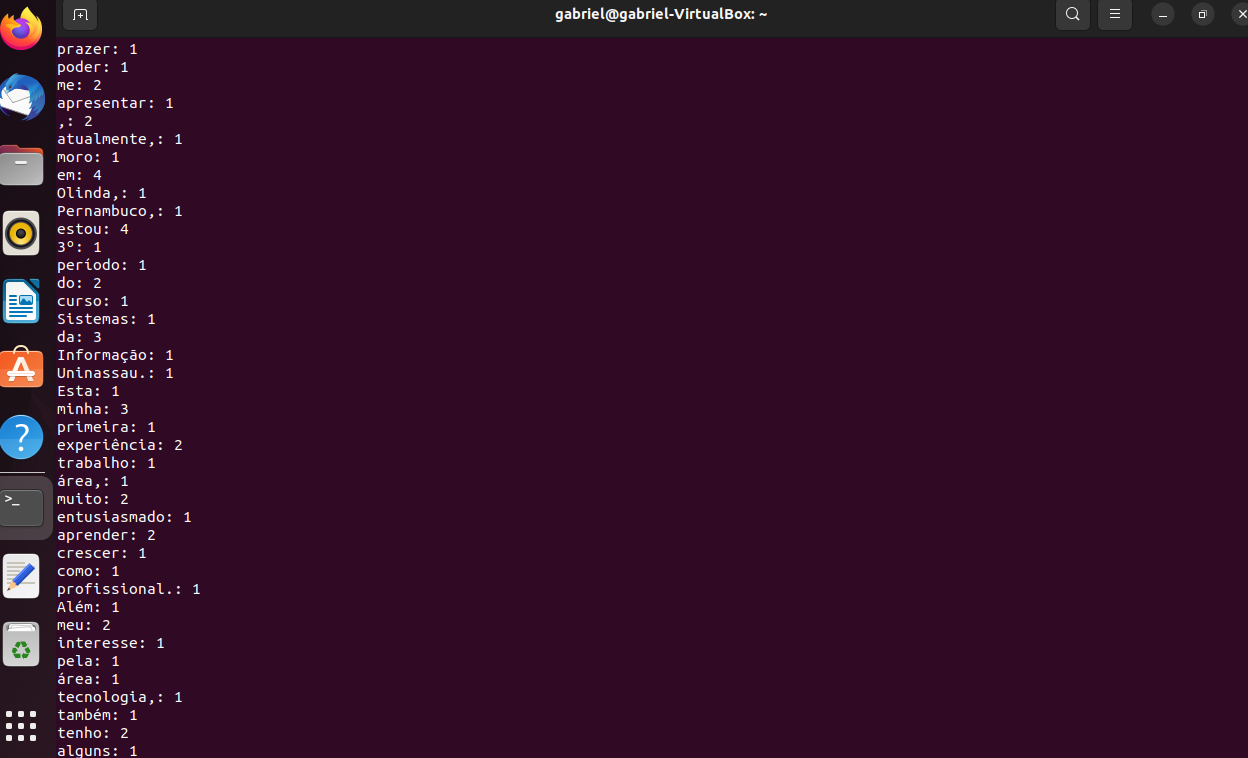 gabriel@gabriel-VirtualBox: ~
prazer: 1
poder: 1
me: 2
apresentar: 1
,: 2
atualmente,: 1
moro: 1
em: 4
Olinda,: 1
Pernambuco,: 1
estou: 4
3º: 1
período: 1
do: 2
curso: 1
Sistemas: 1
da: 3
Informação: 1
Uninassau.: 1
Esta: 1
minha: 3
primeira: 1
experiência: 2
trabalho: 1
área,: 1
muito: 2
entusiasmado: 1
aprender: 2
crescer: 1
como: 1
profissional.: 1
Além: 1
meu: 2
interesse: 1
pela: 1
área: 1
tecnologia,: 1
também: 1
tenho: 2
alguns: 1